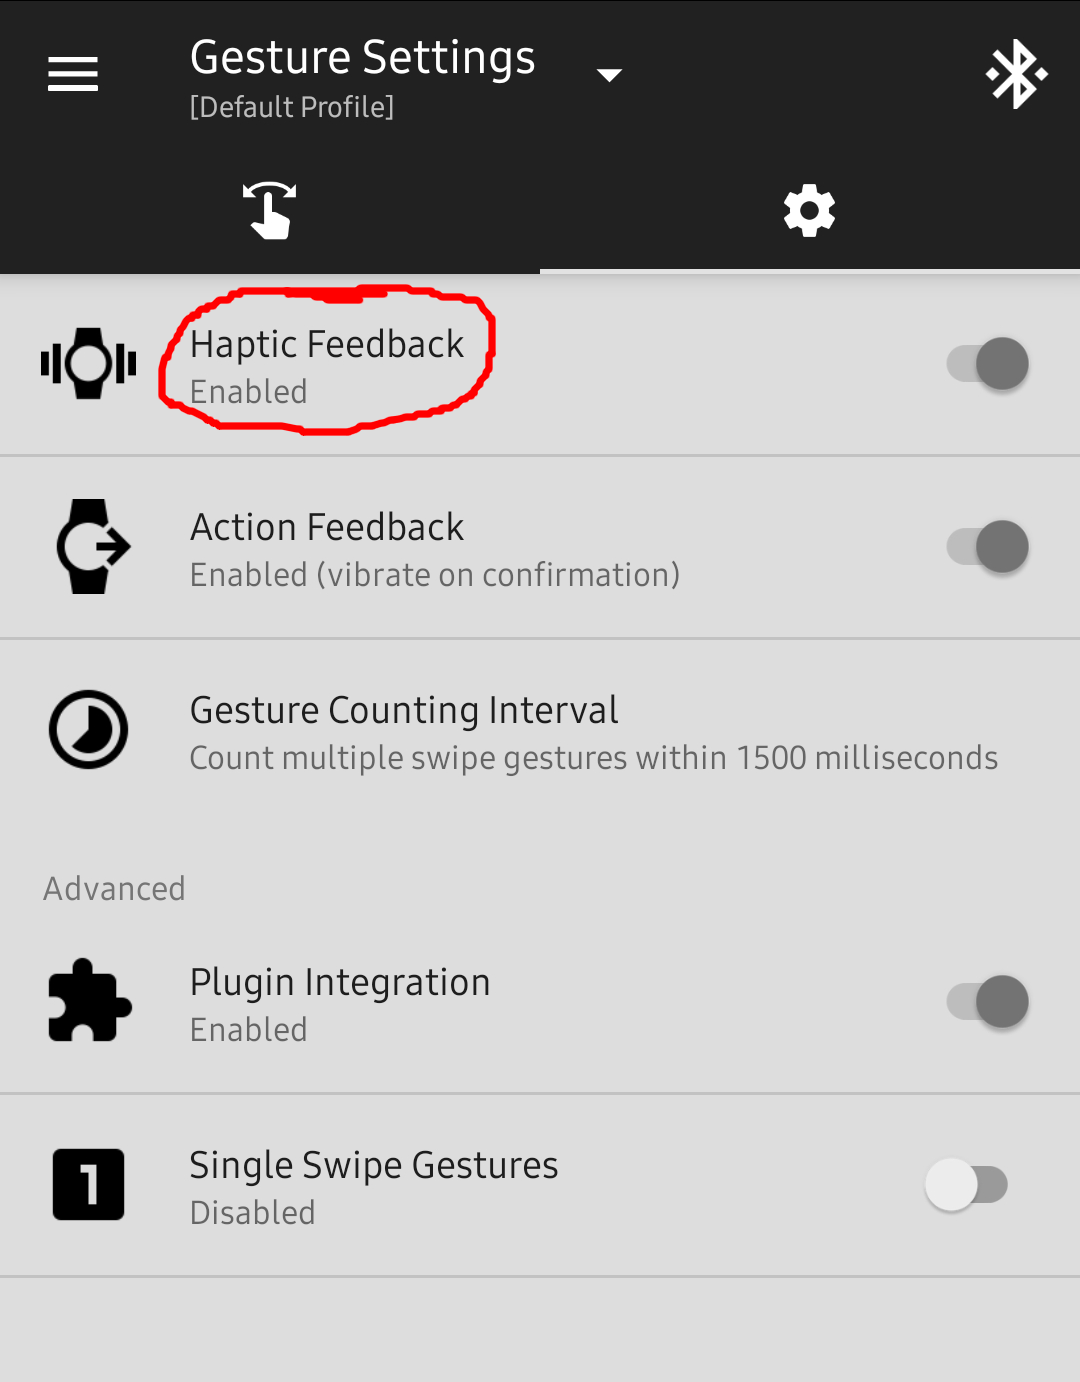 Gesture Settings
[Default Profile]
Haptic Feedback
Enabled
Action Feedback
Enabled (vibrate on confirmation)
Gesture Counting Interval
Count multiple swipe gestures within 1500 milliseconds
Advanced
Plugin Integration
Enabled
1
Single Swipe Gestures
Disabled